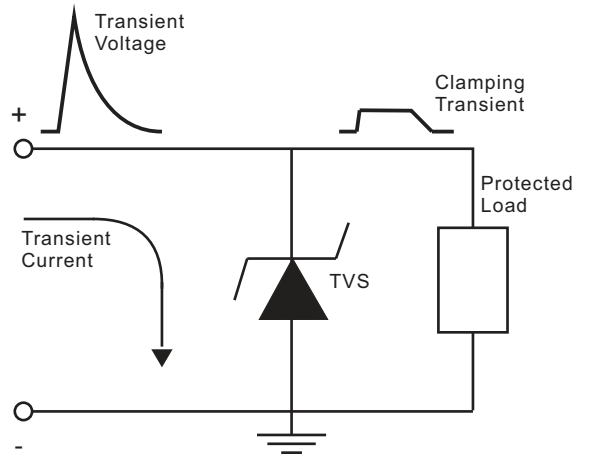 Transient
Voltage
Clamping
Transient
+
Protected
Load
Transient
Current
TVS
-